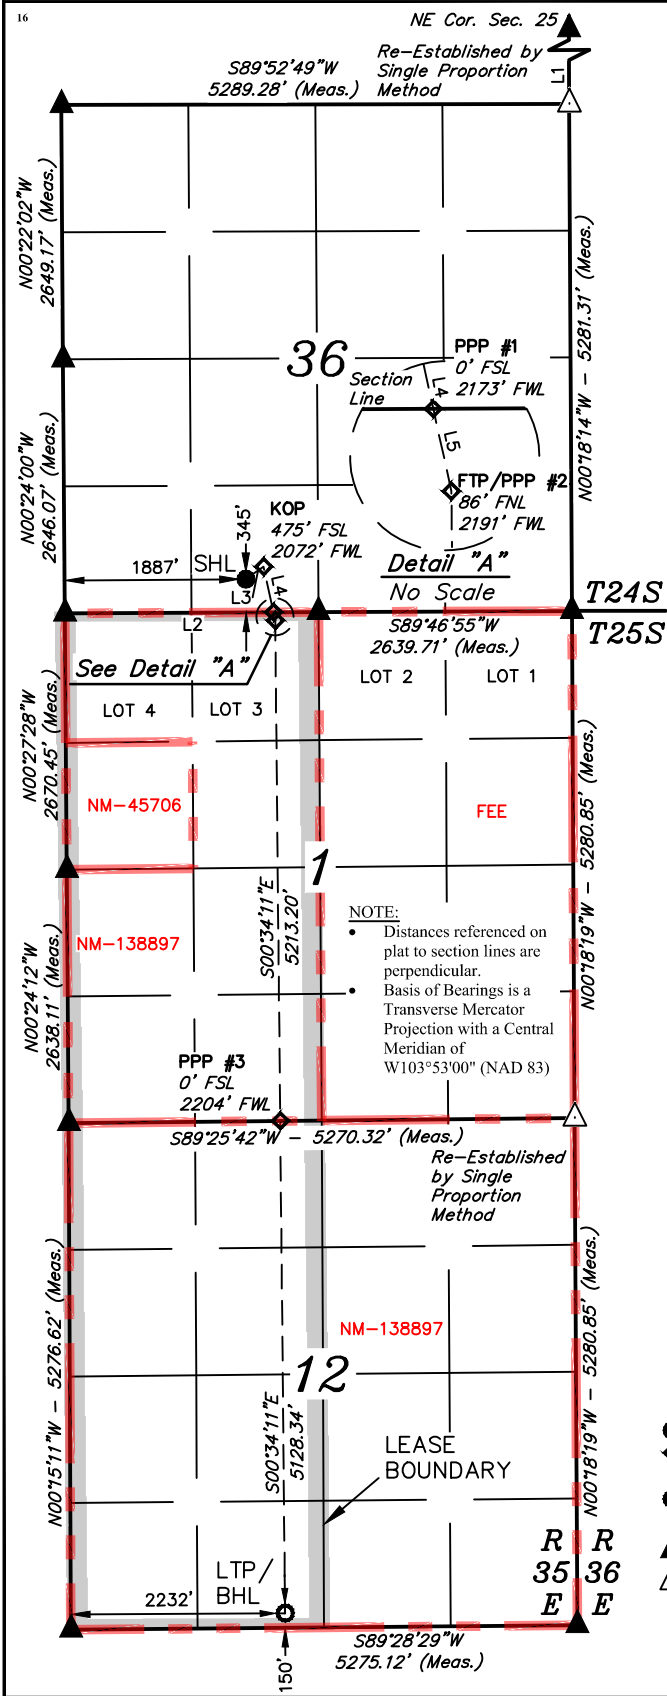 16
NE Cor. Sec. 25
Re-Established by
Single Proportion
Method
L1
S89°52'49"W
5289.28' (Meas.)
N00°22'02"W
2649.17' (Meas.)
N00°18'14"W - 5281.31' (Meas.)
36
PPP #1
0' FSL
2173' FWL
Section
Line
L4
L5
FTP/PPP #2
86' FNL
2191' FWL
Detail "A"
No Scale
N00°24'00"W
2646.07' (Meas.)
KOP
475' FSL
2072' FWL
345'
1887'
SHL
L3
L4
L2
T24S
T25S
S89°46'55"W
2639.71' (Meas.)
See Detail "A"
LOT 4
LOT 3
LOT 2
LOT 1
N00°27'28"W
2670.45' (Meas.)
NM-45706
FEE
N00°18'19"W - 5280.85' (Meas.)
1
S00°34'11"E
5213.20'
NM-138897
NOTE:
• Distances referenced on
plat to section lines are
perpendicular.
• Basis of Bearings is a
Transverse Mercator
Projection with a Central
Meridian of
W103°53'00" (NAD 83)
N00°24'12"W
2638.11' (Meas.)
PPP #3
0' FSL
2204' FWL
S89°25'42"W - 5270.32' (Meas.)
Re-Established
by Single
Proportion
Method
N00°15'11"W - 5276.62' (Meas.)
NM-138897
N00°18'19"W - 5280.85' (Meas.)
12
S00°34'11"E
5128.34'
LEASE
BOUNDARY
R R
35 36
E E
LTP/
BHL
2232'
150'
S89°28'29"W
5275.12' (Meas.)